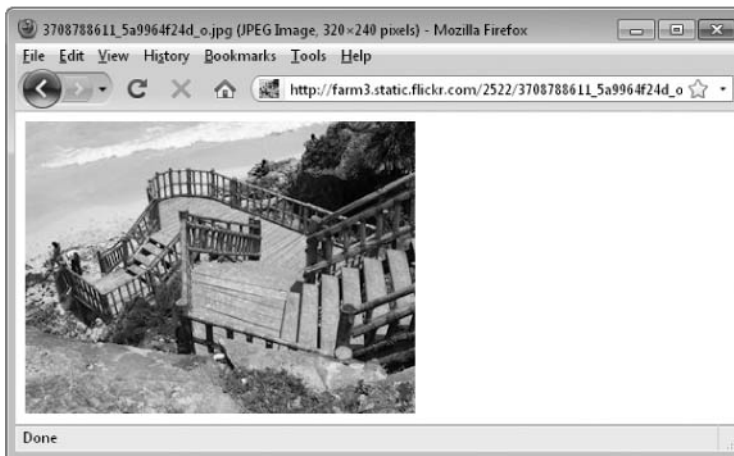 3708788611_5a9964f24d_o.jpg (JPEG Image, 320×240 pixels) - Mozilla Firefox
File Edit View History Bookmarks Tools Help
http://farm3.static.flickr.com/2522/3708788611_5a9964f24d_o
Done